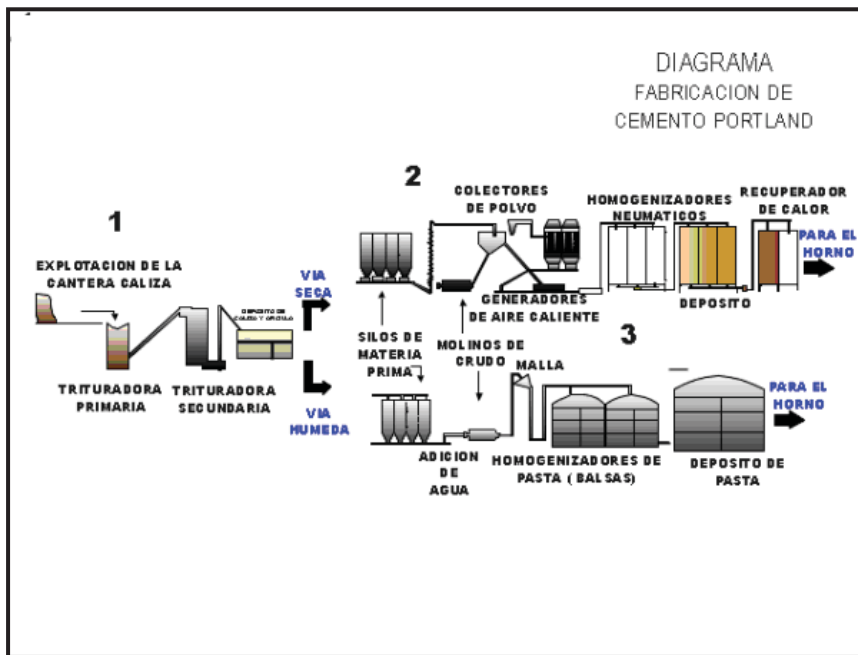 DIAGRAMA
FABRICACION DE
CEMENTO PORTLAND
1
EXPLOTACION DE LA
CANTERA CALIZA
TRITURADORA
PRIMARIA
TRITURADORA
SECUNDARIA
DEPOSITO DE
VIA
SECA
VIA
HUMEDA
2
COLECTORES
DE POLVO
HOMOGENIZADORES
NEUMATICOS
RECUPERADOR
DE CALOR
PARA EL
HORNO
GENERADORES
DE AIRE CALIENTE
DEPOSITO
SILOS DE
MATERIA
PRIMA
MOLINOS DE
CRUDO
3
MALLA
ADICION
DE
AGUA
HOMOGENIZADORES DE
PASTA ( BALSAS)
DEPOSITO DE
PASTA
PARA EL
HORNO